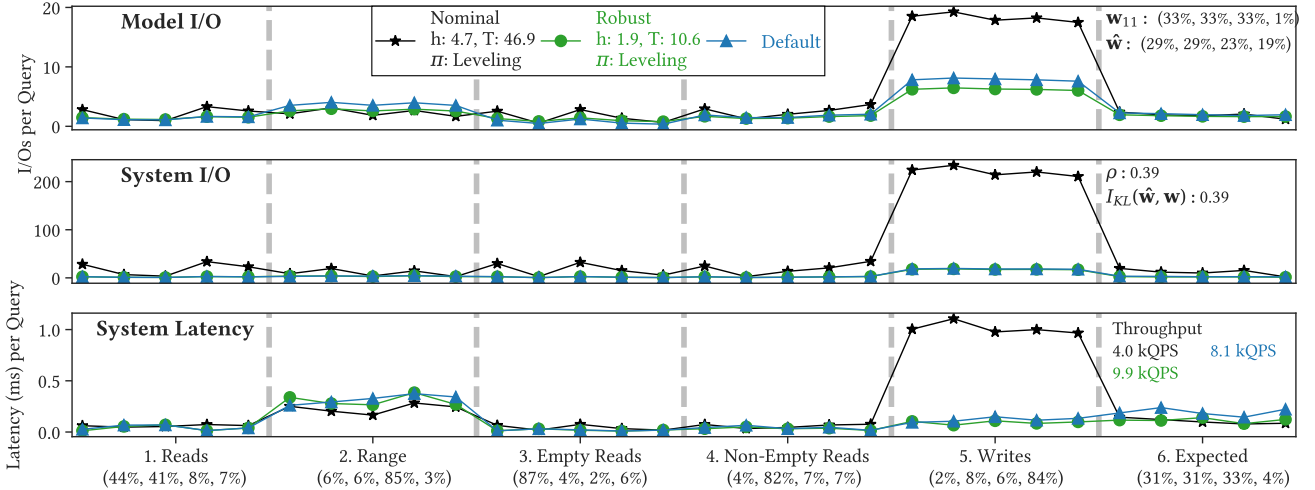 Model I/O
Nominal
h: 4.7, T: 46.9
π: Leveling
Robust
h: 1.9, T: 10.6
π: Leveling
Default
w₁₁ : (33%, 33%, 33%, 1%)
ŵ : (29%, 29%, 23%, 19%)
20
10
0
I/Os per Query
System I/O
ρ : 0.39
I_KL(ŵ, w) : 0.39
200
100
0
System Latency
Throughput
4.0 kQPS
8.1 kQPS
9.9 kQPS
1.0
0.5
0.0
Latency (ms) per Query
1. Reads
(44%, 41%, 8%, 7%)
2. Range
(6%, 6%, 85%, 3%)
3. Empty Reads
(87%, 4%, 2%, 6%)
4. Non-Empty Reads
(4%, 82%, 7%, 7%)
5. Writes
(2%, 8%, 6%, 84%)
6. Expected
(31%, 31%, 33%, 4%)